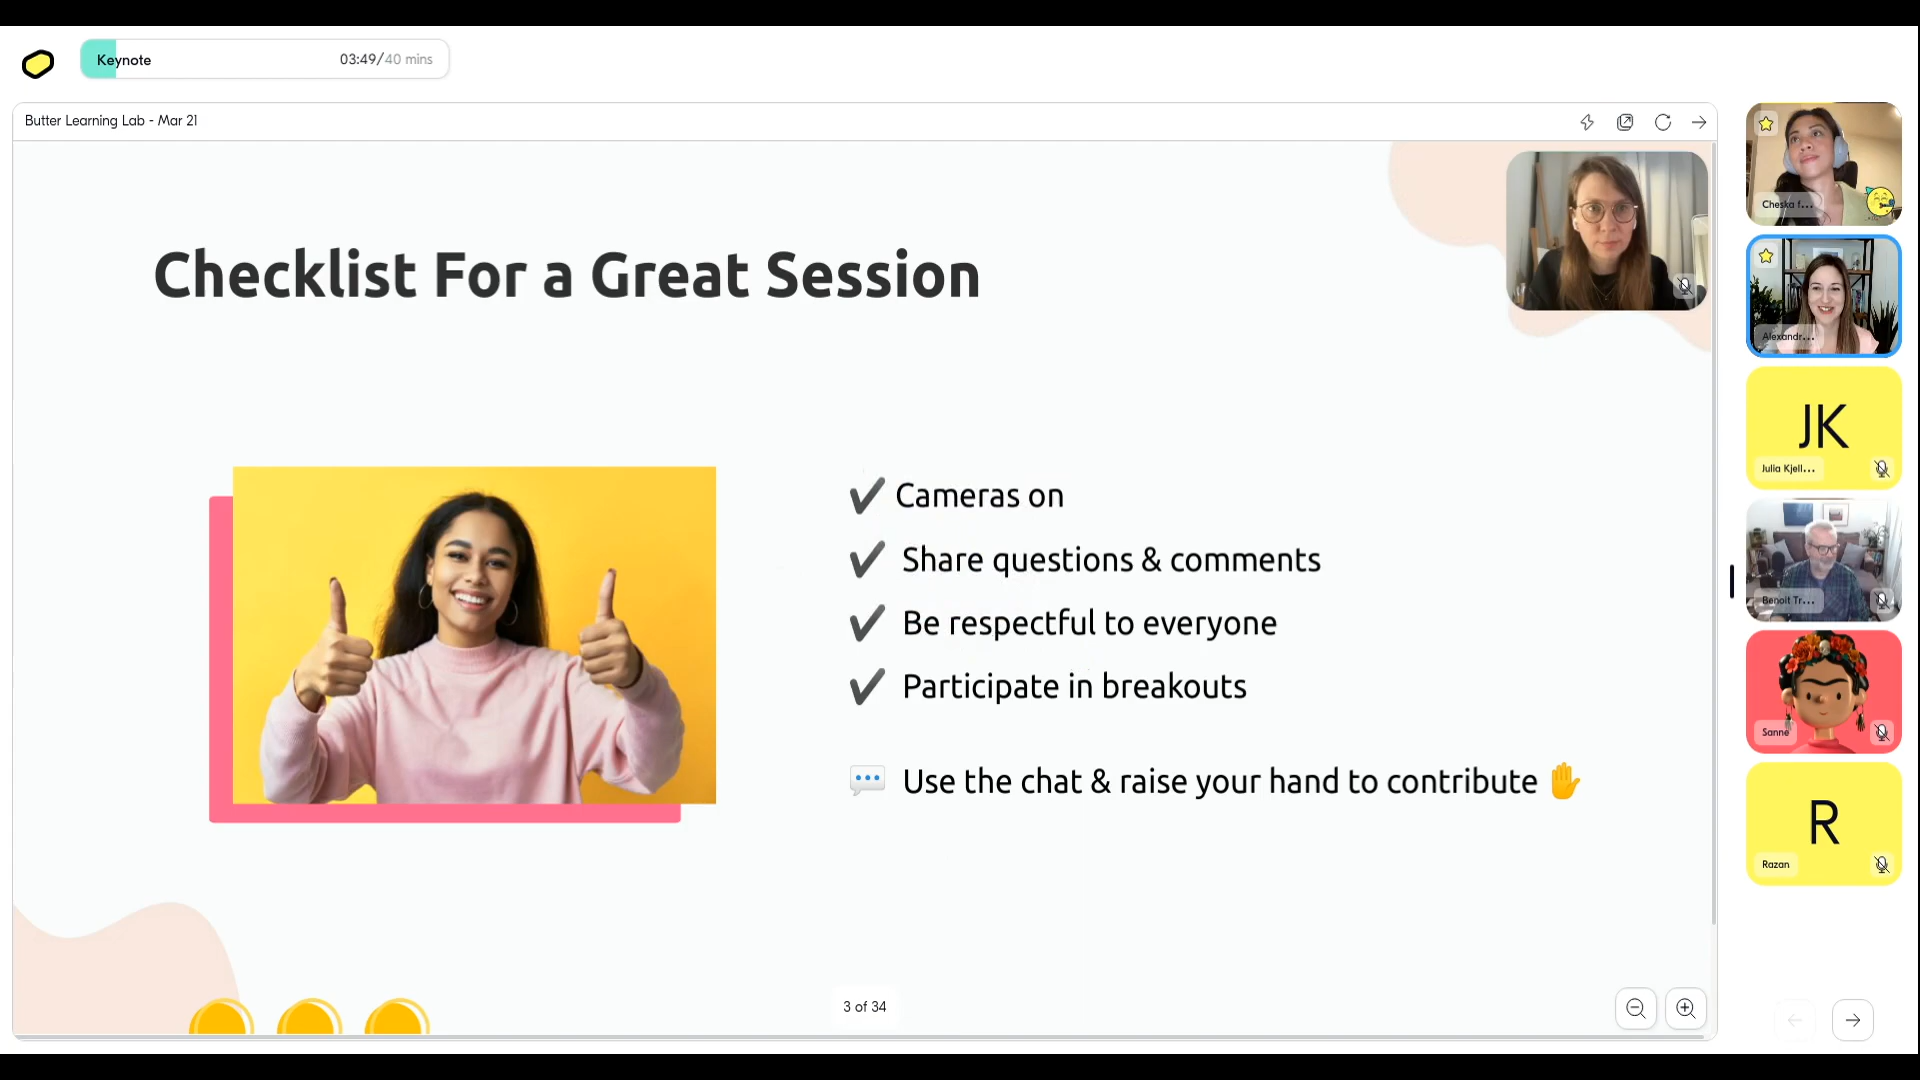 Keynote
03:49/40 mins
Butter Learning Lab - Mar 21
Checklist For a Great Session
✔ Cameras on
✔ Share questions & comments
✔ Be respectful to everyone
✔ Participate in breakouts
💬 Use the chat & raise your hand to contribute ✋
3 of 34
Cheska f...
Alexandr...
JK
Julia Kjell...
Benoit Tr...
Sanne
R
Razan